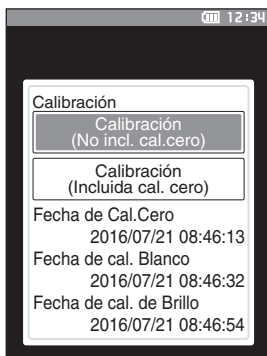 12:34
Calibración
Calibración
(No incl. cal.cero)
Calibración
(Incluida cal. cero)
Fecha de Cal.Cero
2016/07/21 08:46:13
Fecha de cal. Blanco
2016/07/21 08:46:32
Fecha de cal. de Brillo
2016/07/21 08:46:54